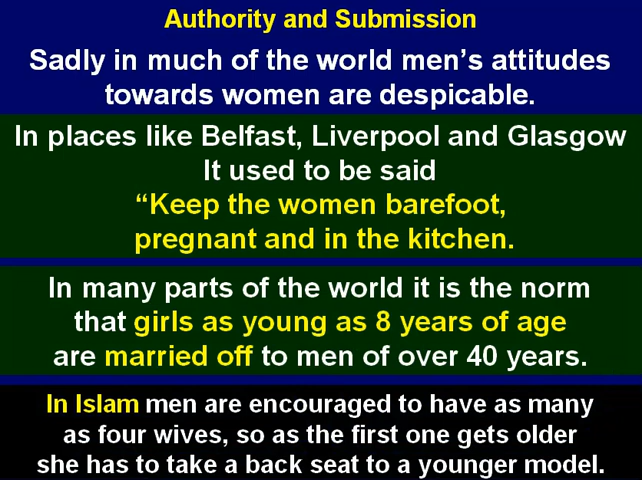 Authority and Submission
Sadly in much of the world men's attitudes
towards women are despicable.
In places like Belfast, Liverpool and Glasgow
It used to be said
“Keep the women barefoot,
pregnant and in the kitchen.
In many parts of the world it is the norm
that girls as young as 8 years of age
are married off to men of over 40 years.
In Islam men are encouraged to have as many
as four wives, so as the first one gets older
she has to take a back seat to a younger model.